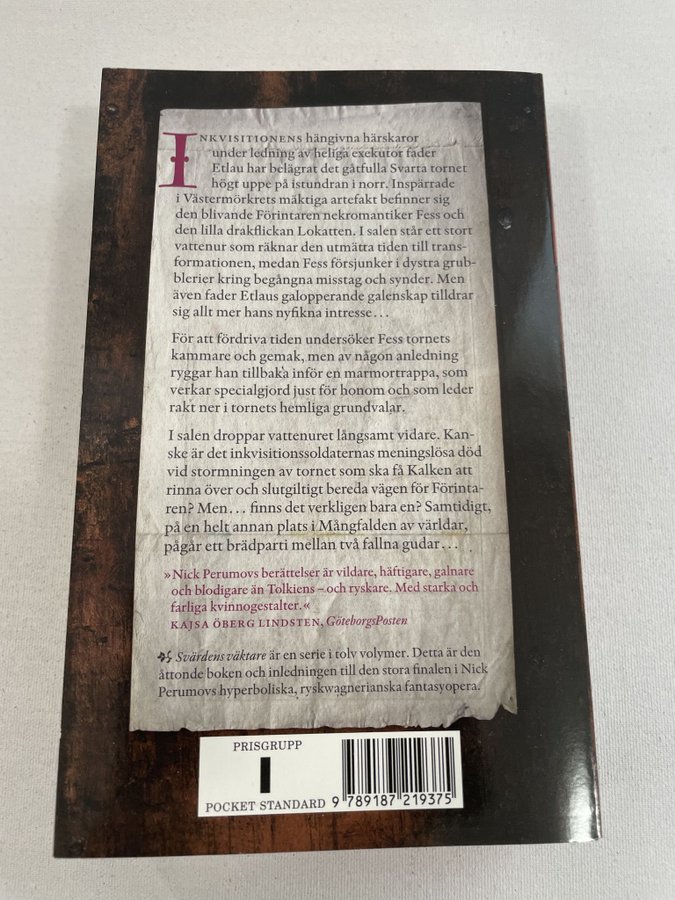 INKVISITIONENS hängivna härskaror
under ledning av heliga exekutor fader
Etlau har belägrat det gåtfulla Svarta tornet
högt uppe på istundran i norr. Inspärrade
i Västermörkrets mäktiga artefakt befinner sig
den blivande Förintaren nekromantiker Fess och
den lilla drakflickan Lokatten. I salen står ett stort
vattenur som räknar den utmätta tiden till trans-
formationen, medan Fess försjunker i dystra grub-
blerier kring begångna misstag och synder. Men
även fader Etlaus galopperande galenskap tilldrar
sig allt mer hans nyfikna intresse...
För att fördriva tiden undersöker Fess tornets
kammare och gemak, men av någon anledning
ryggar han tillbaka inför en marmortrappa, som
verkar specialgjord just för honom och som leder
rakt ner i tornets hemliga grundvalar.
I salen droppar vattenuret långsamt vidare. Kan-
ske är det inkvisitionssoldaternas meningslösa död
vid stormningen av tornet som ska få Kalken att
rinna över och slutgiltigt bereda vägen för Förinta-
ren? Men... finns det verkligen bara en? Samtidigt,
på en helt annan plats i Mångfalden av världar,
pågår ett brädparti mellan två fallna gudar...
»Nick Perumovs berättelser är vildare, häftigare, galnare
och blodigare än Tolkiens – och ryskare. Med starka och
farliga kvinnogestalter.«
KAJSA ÖBERG LINDSTEN, GöteborgsPosten
Svärdens väktare är en serie i tolv volymer. Detta är den
åttonde boken och inledningen till den stora finalen i Nick
Perumovs hyperboliska, ryskwagnerianska fantasyopera.
PRISGRUPP
POCKET STANDARD
9 789187 219375